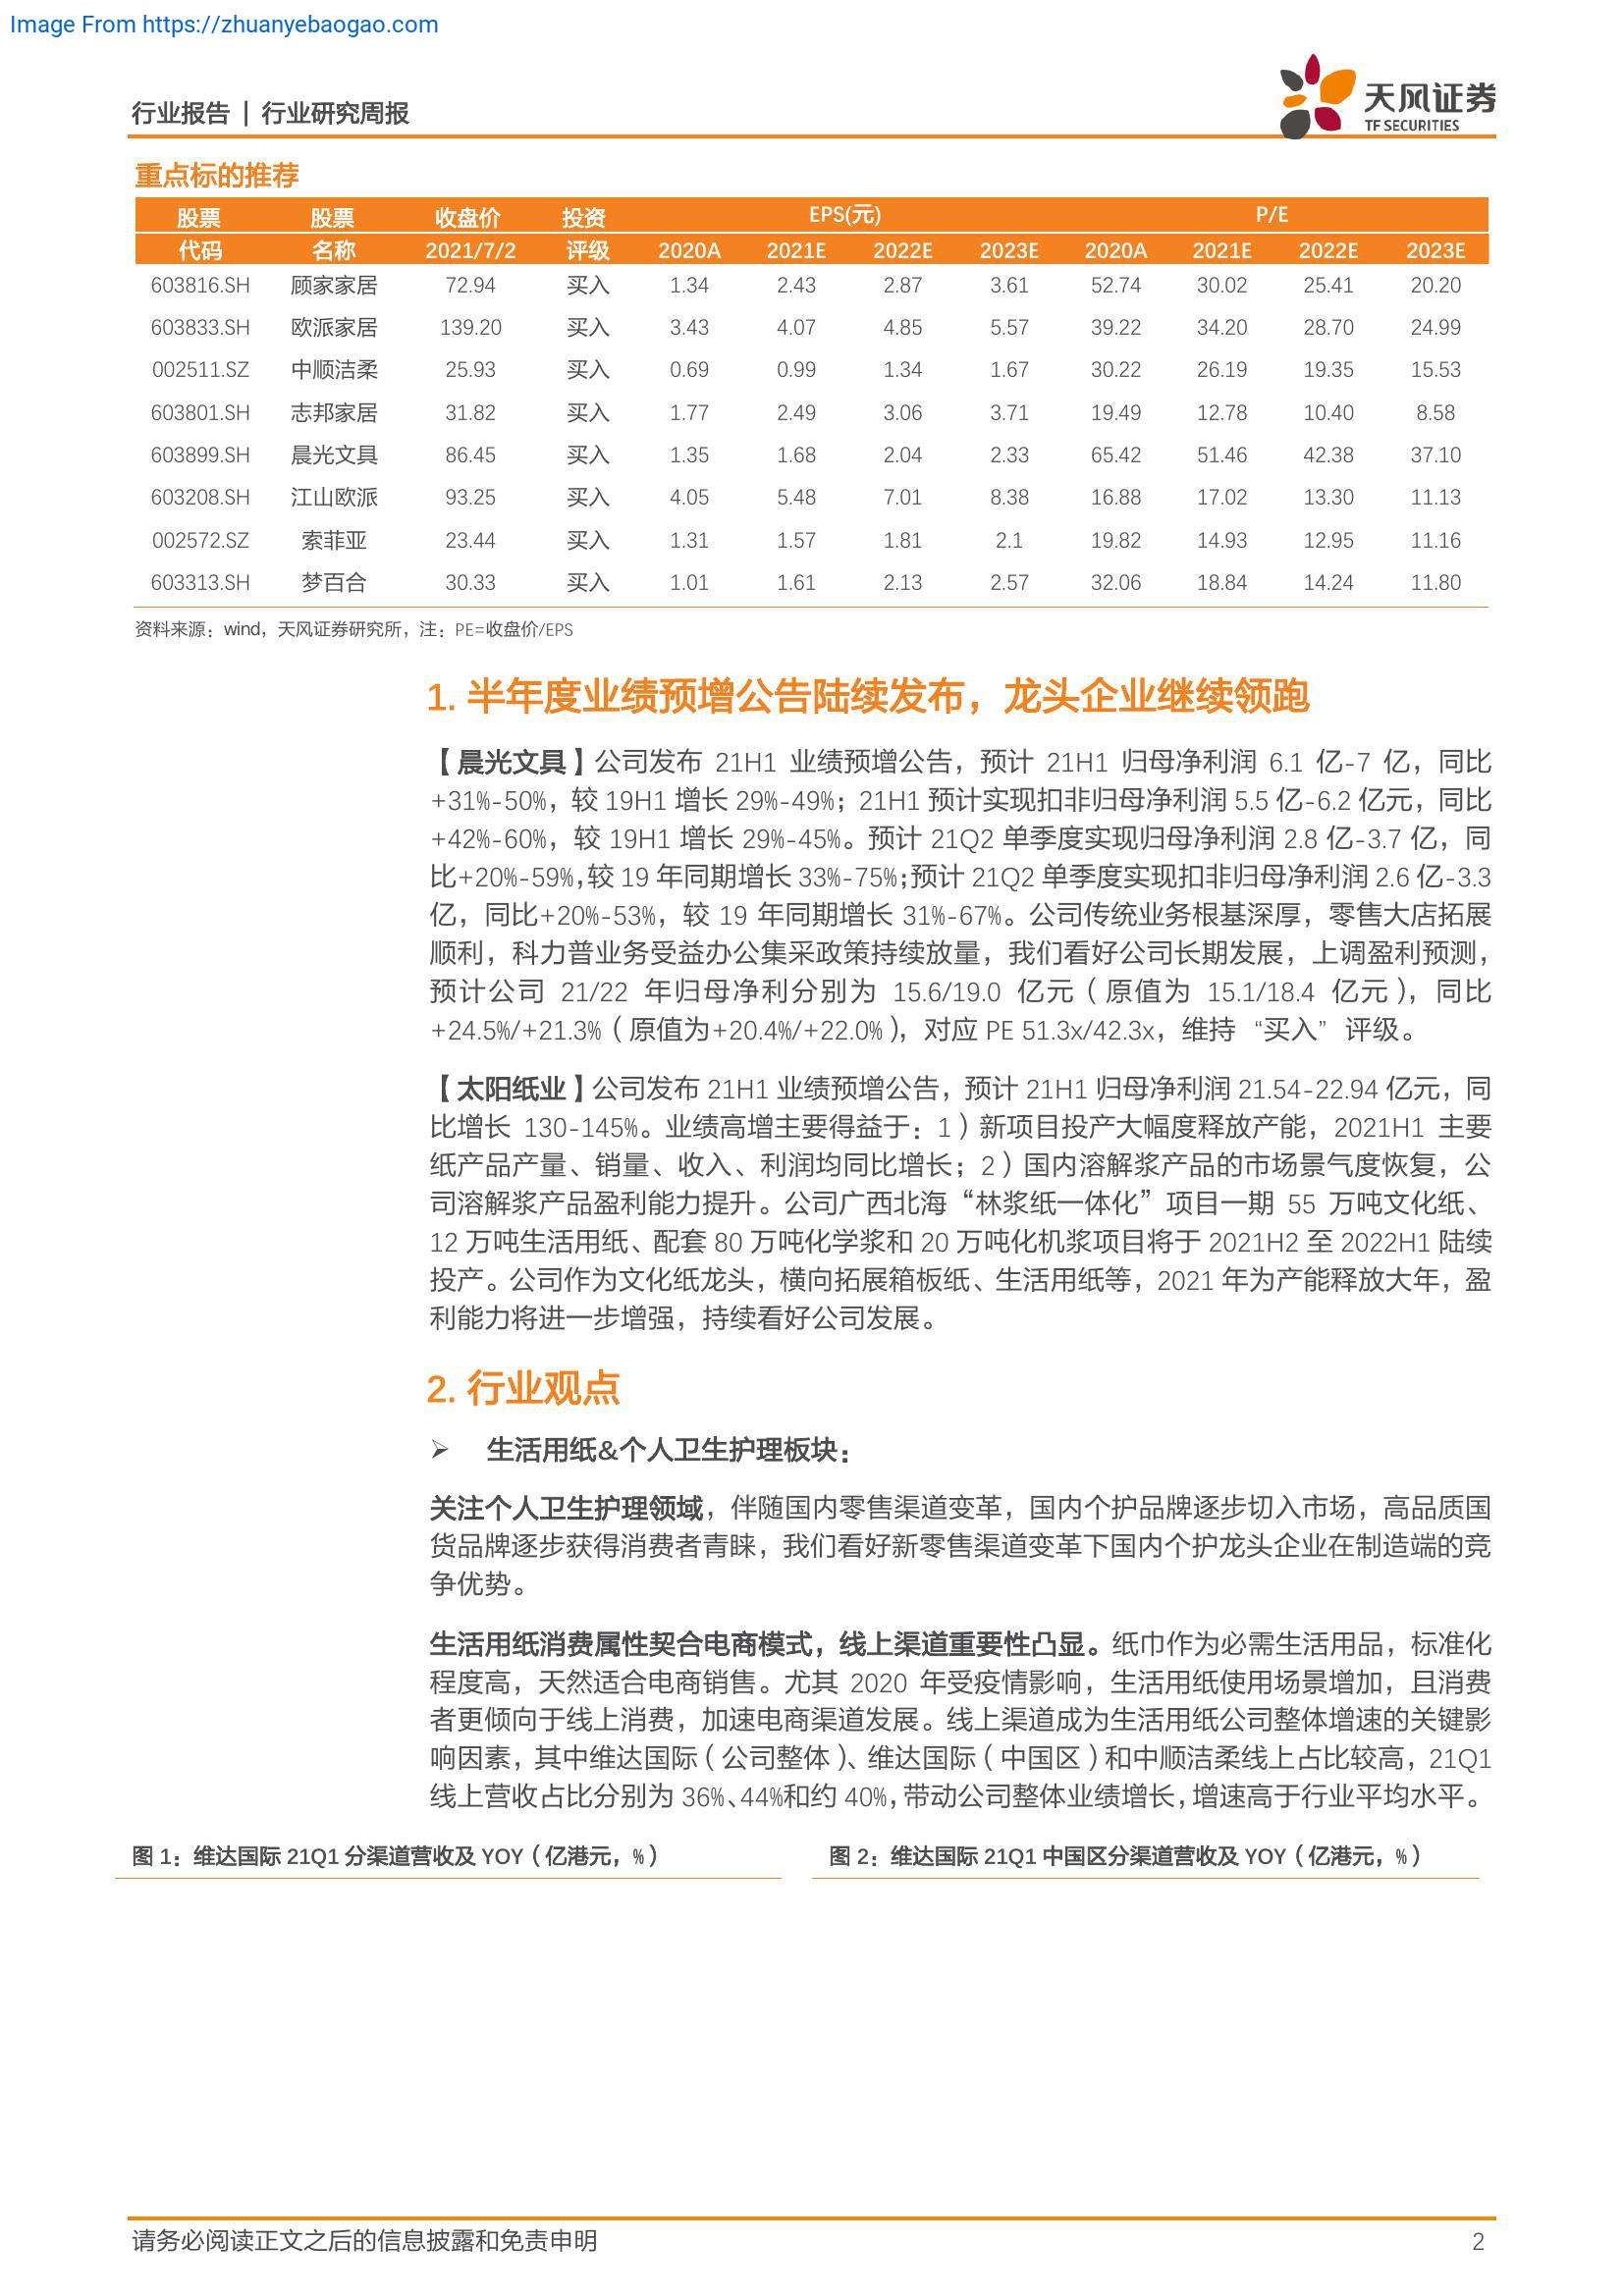 Image From https://zhuanyebaogao.com
行业报告 | 行业研究周报
天风证券
TF SECURITIES
重点标的推荐
股票 股票 收盘价 投资 EPS(元) P/E
代码 名称 2021/7/2 评级 2020A 2021E 2022E 2023E 2020A 2021E 2022E 2023E
603816.SH 顾家家居 72.94 买入 1.34 2.43 2.87 3.61 52.74 30.02 25.41 20.20
603833.SH 欧派家居 139.20 买入 3.43 4.07 4.85 5.57 39.22 34.20 28.70 24.99
002511.SZ 中顺洁柔 25.93 买入 0.69 0.99 1.34 1.67 30.22 26.19 19.35 15.53
603801.SH 志邦家居 31.82 买入 1.77 2.49 3.06 3.71 19.49 12.78 10.40 8.58
603899.SH 晨光文具 86.45 买入 1.35 1.68 2.04 2.33 65.42 51.46 42.38 37.10
603208.SH 江山欧派 93.25 买入 4.05 5.48 7.01 8.38 16.88 17.02 13.30 11.13
002572.SZ 索菲亚 23.44 买入 1.31 1.57 1.81 2.1 19.82 14.93 12.95 11.16
603313.SH 梦百合 30.33 买入 1.01 1.61 2.13 2.57 32.06 18.84 14.24 11.80
资料来源：wind，天风证券研究所，注：PE=收盘价/EPS
1. 半年度业绩预增公告陆续发布，龙头企业继续领跑
【晨光文具】公司发布 21H1 业绩预增公告，预计 21H1 归母净利润 6.1 亿-7 亿，同比
+31%-50%，较 19H1 增长 29%-49%；21H1 预计实现扣非归母净利润 5.5 亿-6.2 亿元，同比
+42%-60%，较 19H1 增长 29%-45%。预计 21Q2 单季度实现归母净利润 2.8 亿-3.7 亿，同
比+20%-59%，较 19 年同期增长 33%-75%；预计 21Q2 单季度实现扣非归母净利润 2.6 亿-3.3
亿，同比+20%-53%，较 19 年同期增长 31%-67%。公司传统业务根基深厚，零售大店拓展
顺利，科力普业务受益办公集采政策持续放量，我们看好公司长期发展，上调盈利预测，
预计公司 21/22 年归母净利分别为 15.6/19.0 亿元（原值为 15.1/18.4 亿元），同比
+24.5%/+21.3%（原值为+20.4%/+22.0%），对应 PE 51.3x/42.3x，维持“买入”评级。
【太阳纸业】公司发布 21H1 业绩预增公告，预计 21H1 归母净利润 21.54-22.94 亿元，同
比增长 130-145%。业绩高增主要得益于：1）新项目投产大幅度释放产能，2021H1 主要
纸产品产量、销量、收入、利润均同比增长；2）国内溶解浆产品的市场景气度恢复，公
司溶解浆产品盈利能力提升。公司广西北海“林浆纸一体化”项目一期 55 万吨文化纸、
12 万吨生活用纸、配套 80 万吨化学浆和 20 万吨化机浆项目将于 2021H2 至 2022H1 陆续
投产。公司作为文化纸龙头，横向拓展箱板纸、生活用纸等，2021 年为产能释放大年，盈
利能力将进一步增强，持续看好公司发展。
2. 行业观点
➢ 生活用纸&个人卫生护理板块：
关注个人卫生护理领域，伴随国内零售渠道变革，国内个护品牌逐步切入市场，高品质国
货品牌逐步获得消费者青睐，我们看好新零售渠道变革下国内个护龙头企业在制造端的竞
争优势。
生活用纸消费属性契合电商模式，线上渠道重要性凸显。纸巾作为必需生活用品，标准化
程度高，天然适合电商销售。尤其 2020 年受疫情影响，生活用纸使用场景增加，且消费
者更倾向于线上消费，加速电商渠道发展。线上渠道成为生活用纸公司整体增速的关键影
响因素，其中维达国际（公司整体）、维达国际（中国区）和中顺洁柔线上占比较高，21Q1
线上营收占比分别为 36%、44%和约 40%，带动公司整体业绩增长，增速高于行业平均水平。
图 1：维达国际 21Q1 分渠道营收及 YOY（亿港元，%） 图 2：维达国际 21Q1 中国区分渠道营收及 YOY（亿港元，%）
请务必阅读正文之后的信息披露和免责申明 2